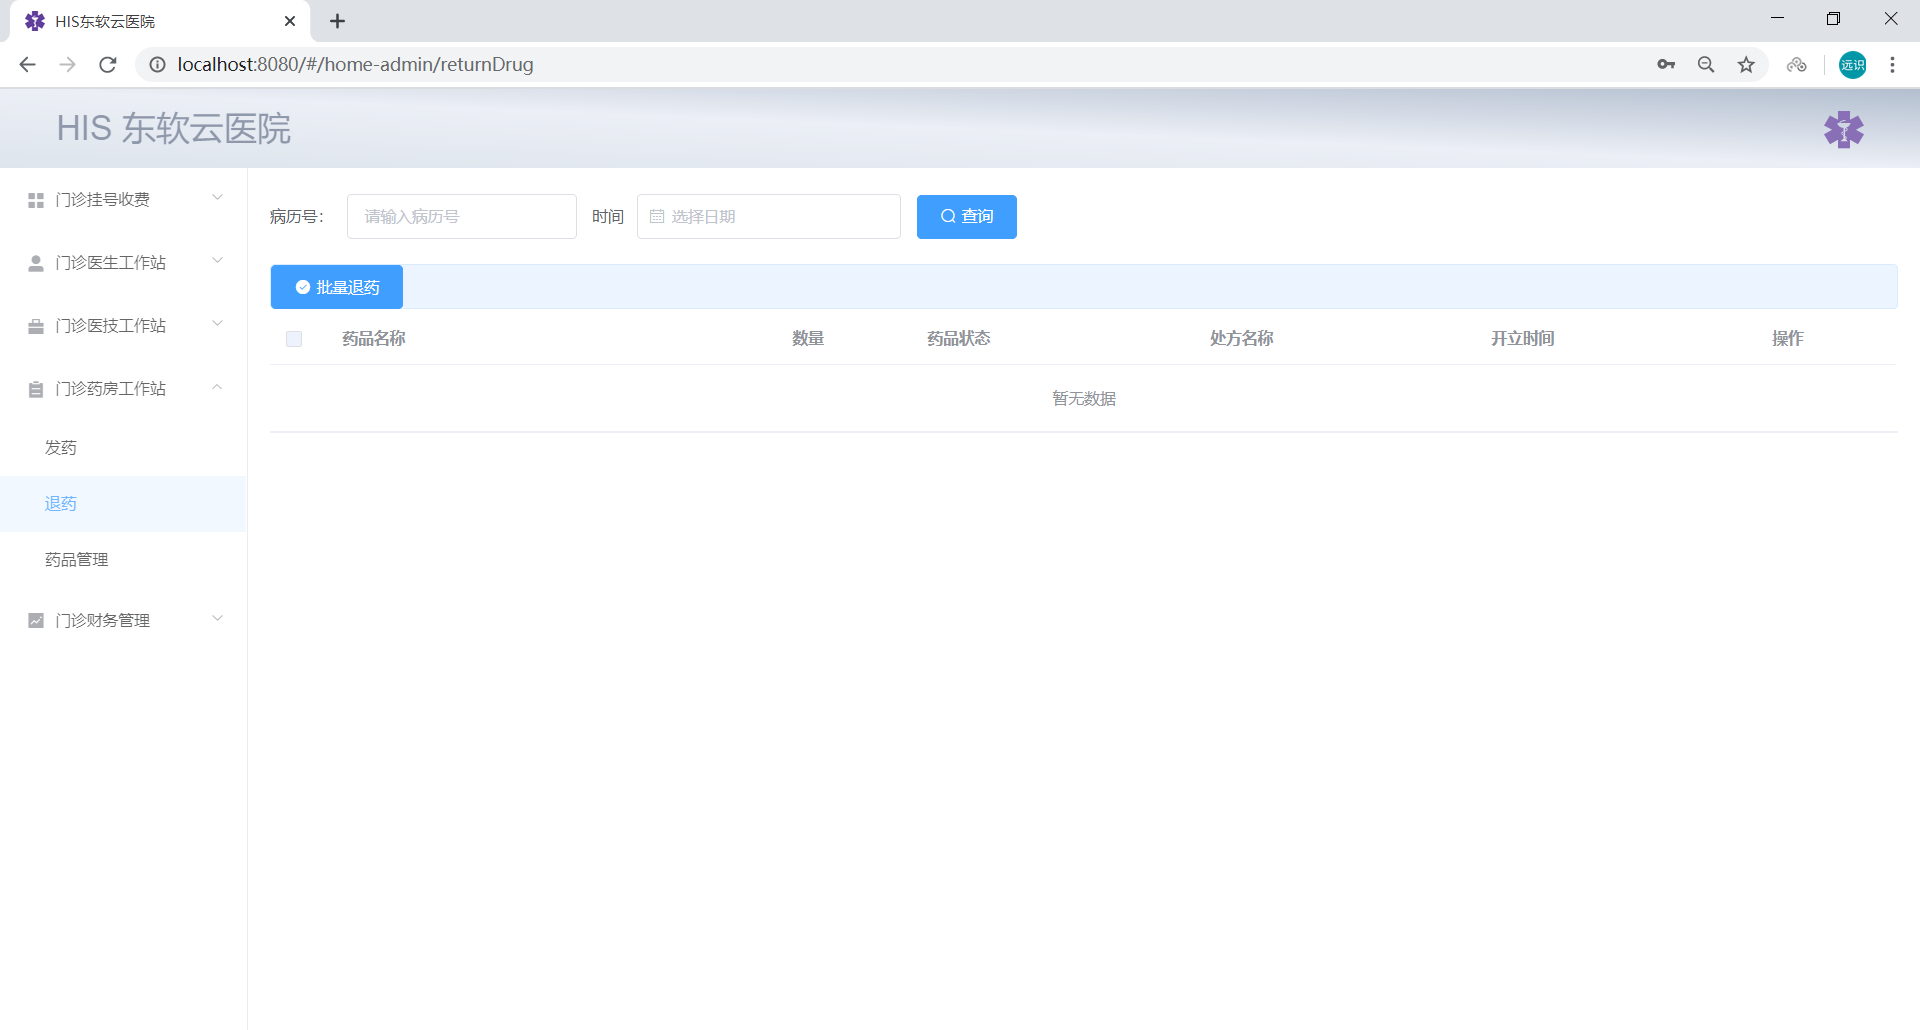 HIS东软云医院
localhost:8080/#/home-admin/returnDrug
远识
HIS 东软云医院
门诊挂号收费
门诊医生工作站
门诊医技工作站
门诊药房工作站
发药
退药
药品管理
门诊财务管理
病历号： 请输入病历号 时间 选择日期 查询
批量退药
药品名称 数量 药品状态 处方名称 开立时间 操作
暂无数据